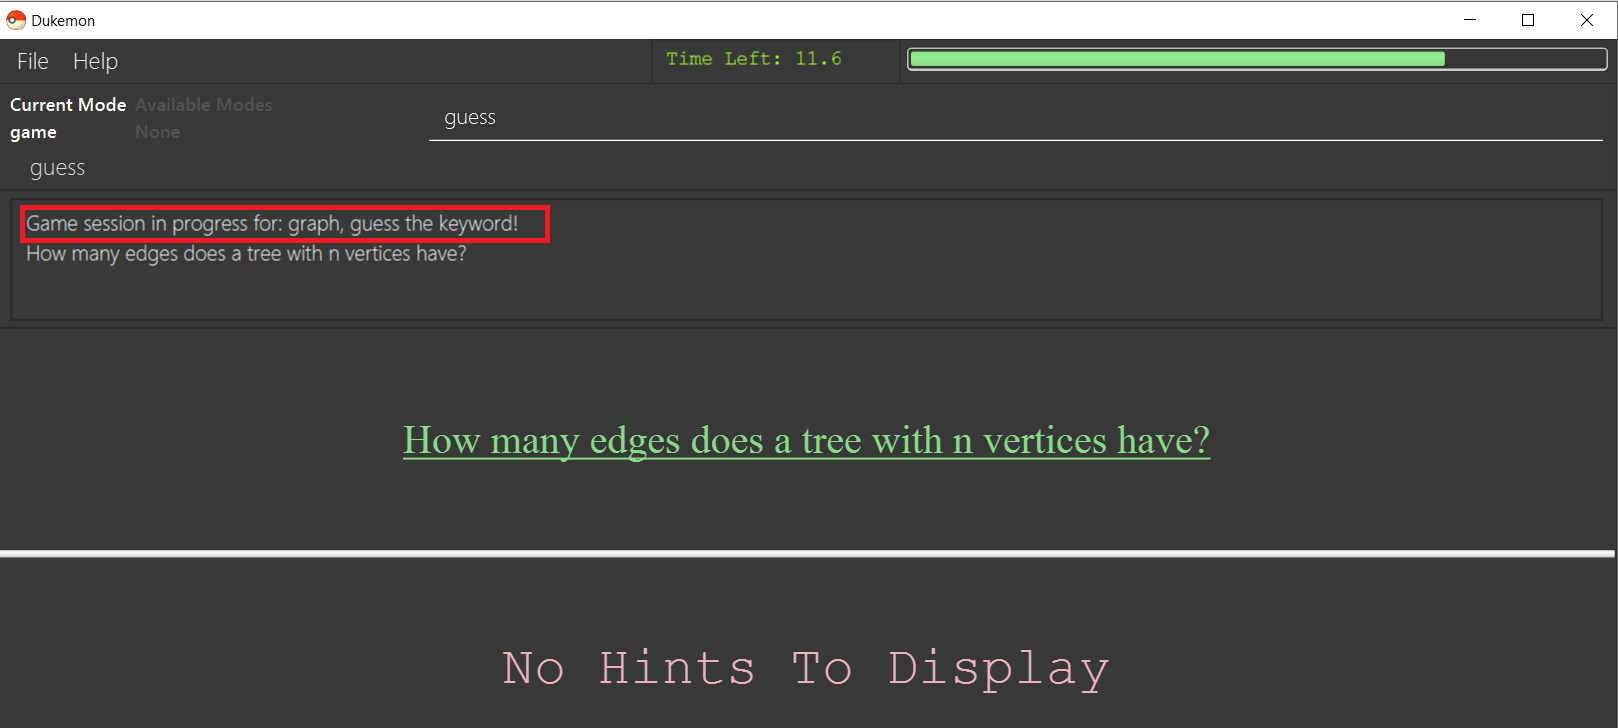 Dukemon
File Help
Time Left: 11.6
Current Mode Available Modes
game None
guess
guess
Game session in progress for: graph, guess the keyword!
How many edges does a tree with n vertices have?
How many edges does a tree with n vertices have?
No Hints To Display